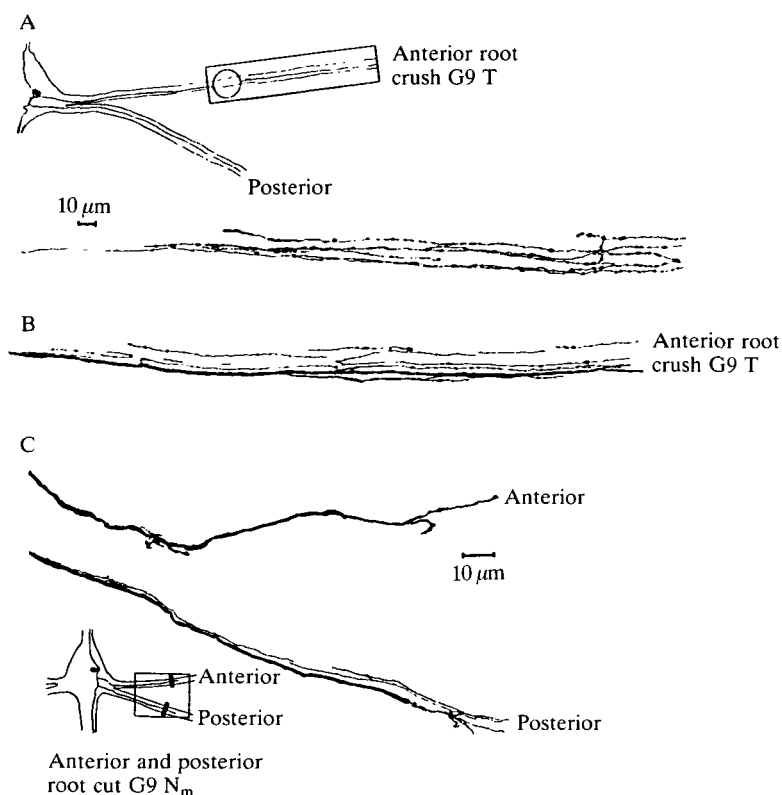 A
Anterior root
crush G9 T
Posterior
10 μm
B
Anterior root
crush G9 T
C
Anterior
10 μm
Posterior
Anterior
Posterior
Anterior and posterior
root cut G9 Nₘ